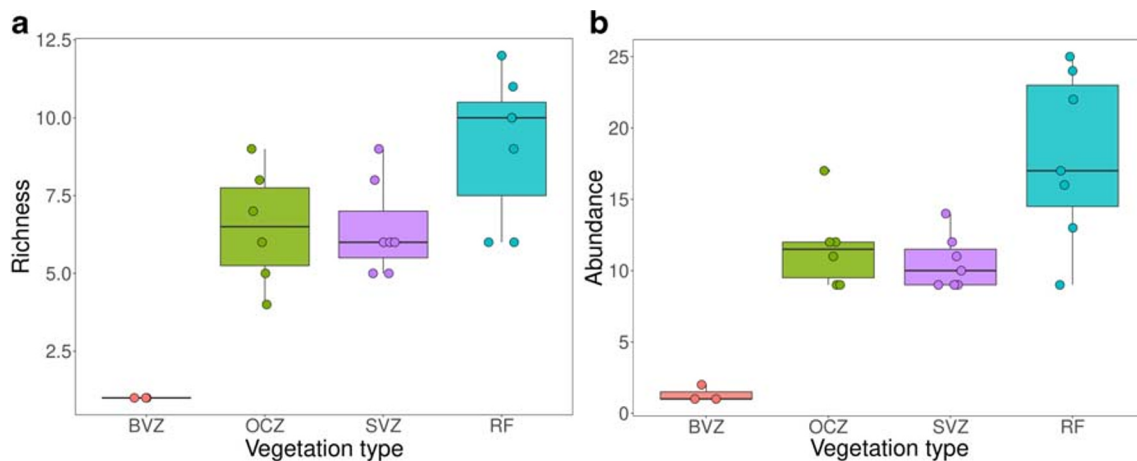 a
Richness
12.5
10.0
7.5
5.0
2.5
BVZ OCZ SVZ RF
Vegetation type
b
Abundance
25
20
15
10
5
0
BVZ OCZ SVZ RF
Vegetation type